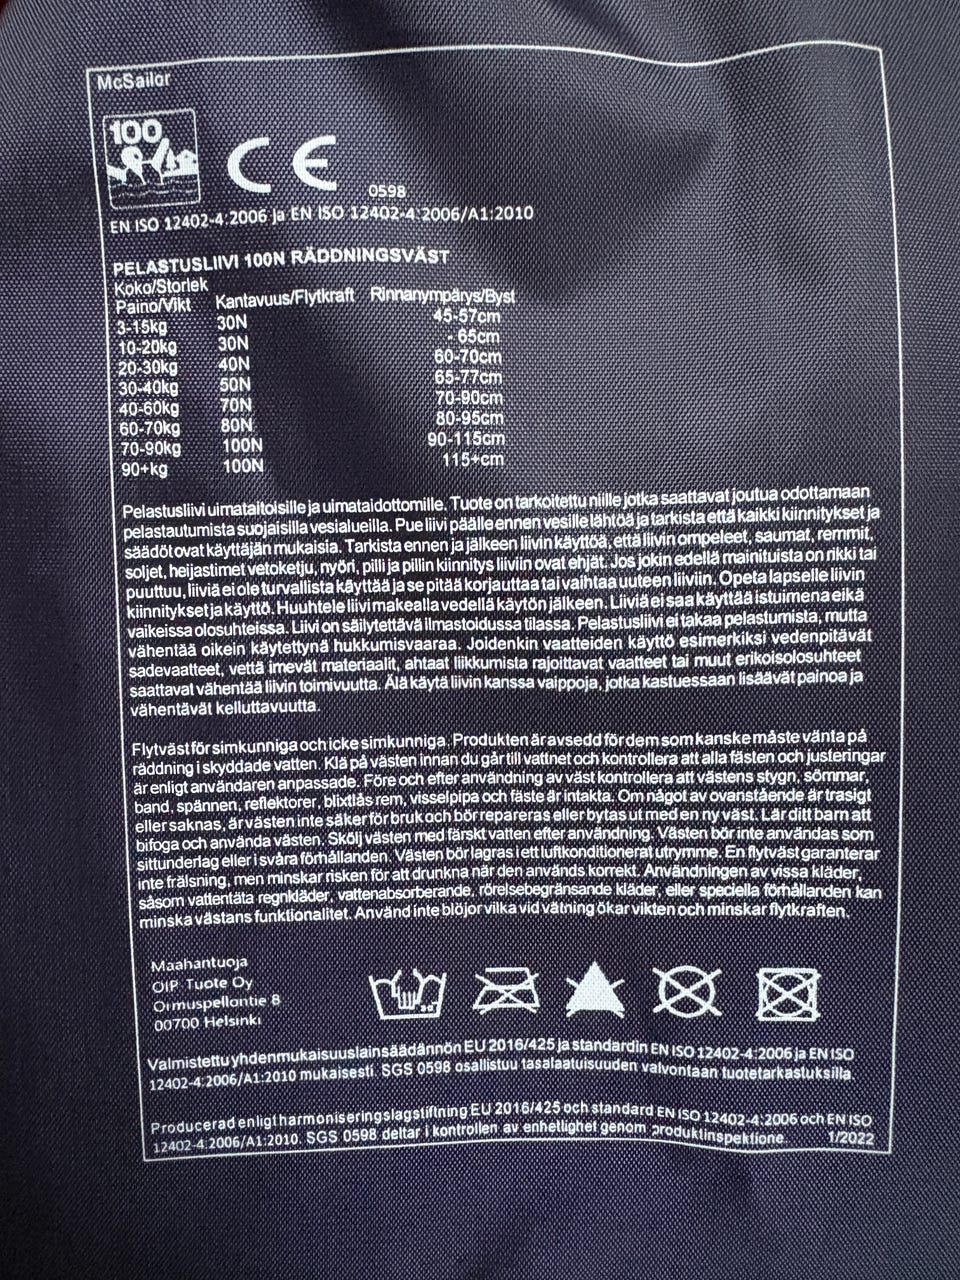 McSailor
100
CE
0598
EN ISO 12402-4:2006 ja EN ISO 12402-4:2006/A1:2010
PELASTUSLIIVI 100N RÄDDNINGSVÄST
Koko/Storlek
Paino/Vikt Kantavuus/Flytkraft Rinnanympärys/Byst
3-15kg 30N 45-57cm
10-20kg 30N - 65cm
20-30kg 40N 60-70cm
30-40kg 50N 65-77cm
40-60kg 70N 70-90cm
60-70kg 80N 80-95cm
70-90kg 100N 90-115cm
90+kg 100N 115+cm
Pelastusliivi uimataitoisille ja uimataidottomille. Tuote on tarkoitettu niille jotka saattavat joutua odottamaan
pelastautumista suojaisilla vesialueilla. Pue liivi päälle ennen vesille lähtöä ja tarkista että kaikki kiinnitykset ja
säädöt ovat käyttäjän mukaisia. Tarkista ennen ja jälkeen liivin käyttöä, että liivin ompeleet, saumat, remmit,
soljet, heijastimet vetoketju, nyöri, pilli ja pillin kiinnitys liiviin ovat ehjät. Jos jokin edellä mainituista on rikki tai
puuttuu, liiviä ei ole turvallista käyttää ja se pitää korjauttaa tai vaihtaa uuteen liiviin. Opeta lapselle liivin
kiinnitykset ja käyttö. Huuhtele liivi makealla vedellä käytön jälkeen. Liiviä ei saa käyttää istuimena eikä
vaikeissa olosuhteissa. Liivi on säilytettävä ilmastoidussa tilassa. Pelastusliivi ei takaa pelastumista, mutta
vähentää oikein käytettynä hukkumisvaaraa. Joidenkin vaatteiden käyttö esimerkiksi vedenpitävät
sadevaatteet, vettä imevät materiaalit, ahtaat liikkumista rajoittavat vaatteet tai muut erikoisolosuhteet
saattavat vähentää liivin toimivuutta. Älä käytä liivin kanssa vaippoja, jotka kastuessaan lisäävät painoa ja
vähentävät kelluttavuutta.
Flytväst för simkunniga och icke simkunniga. Produkten är avsedd för dem som kanske måste vänta på
räddning i skyddade vatten. Klä på västen innan du går till vattnet och kontrollera att alla fästen och justeringar
är enligt användaren anpassade. Före och efter användning av väst kontrollera att västens stygn, sömmar,
band, spännen, reflektorer, blixtlås rem, visselpipa och fäste är intakta. Om något av ovanstående är trasigt
eller saknas, är västen inte säker för bruk och bör repareras eller bytas ut med en ny väst. Lär ditt barn att
bifoga och använda västen. Skölj västen med färskt vatten efter användning. Västen bör inte användas som
sittunderlag eller i svåra förhållanden. Västen bör lagras i ett luftkonditionerat utrymme. En flytväst garanterar
inte frälsning, men minskar risken för att drunkna när den används korrekt. Användningen av vissa kläder,
såsom vattentäta regnkläder, vattenabsorberande, rörelsebegränsande kläder, eller speciella förhållanden kan
minska västans funktionalitet. Använd inte blöjor vilka vid vätning ökar vikten och minskar flytkraften.
Maahantuoja
OIP Tuote Oy
Ormuspellontie 8
00700 Helsinki
30
Valmistettu yhdenmukaisuuslainsäädännön EU 2016/425 ja standardin EN ISO 12402-4:2006 ja EN ISO
12402-4:2006/A1:2010 mukaisesti. SGS 0598 osallistuu tasalaatuisuuden valvontaan tuotetarkastuksilla.
Producerad enligt harmoniseringslagstiftning EU 2016/425 och standard EN ISO 12402-4:2006 och EN ISO
12402-4:2006/A1:2010. SGS 0598 deltar i kontrollen av enhetlighet genom produktinspektione. 1/2022